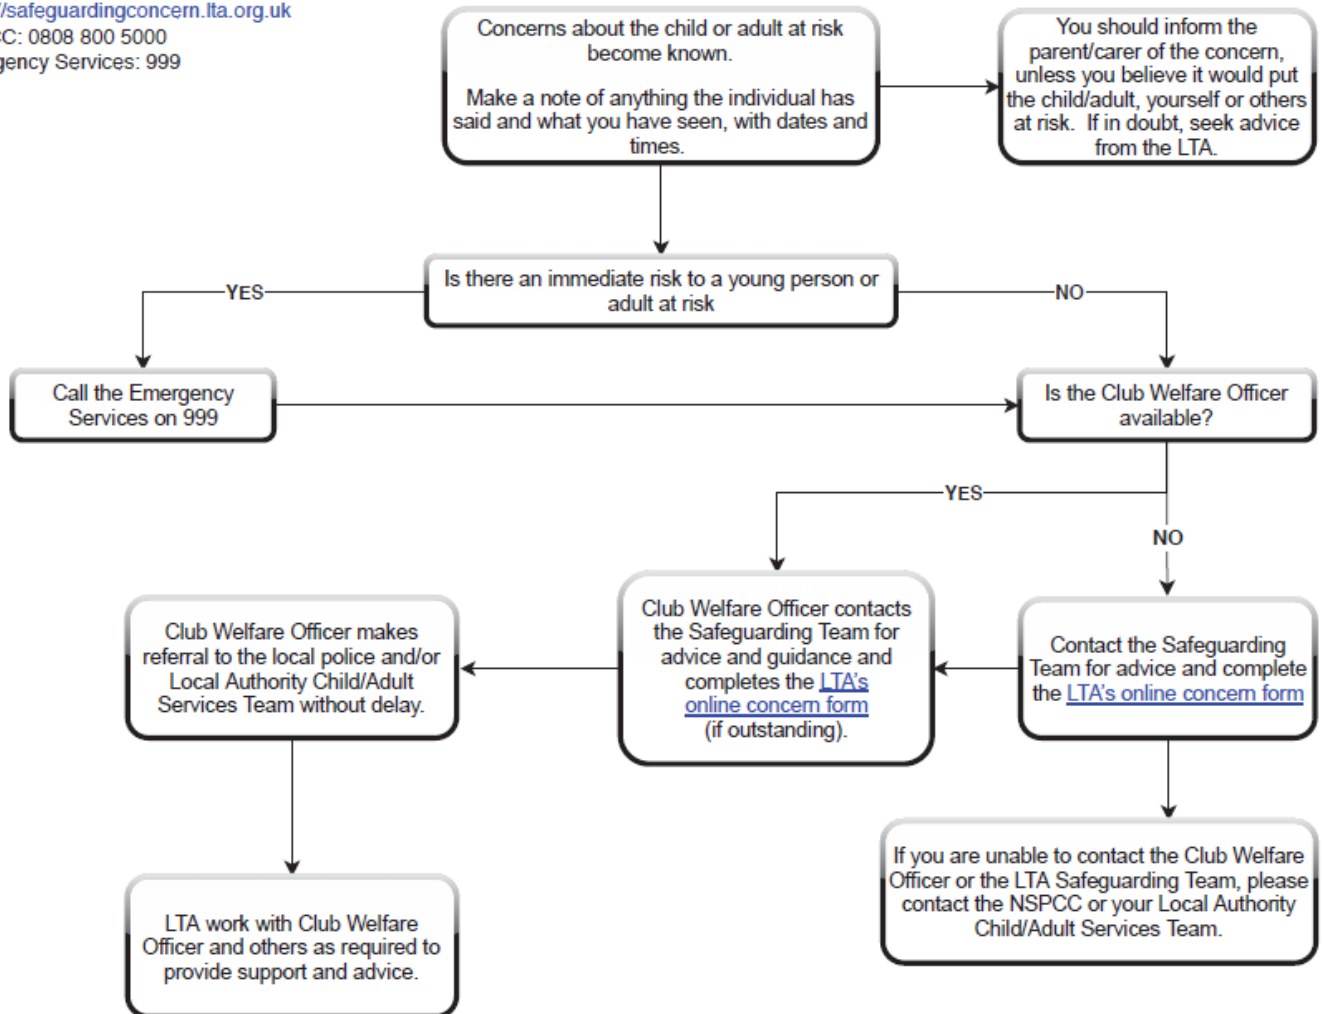 //safeguardingconcern.lta.org.uk
CC: 0808 800 5000
gency Services: 999
Concerns about the child or adult at risk
become known.
Make a note of anything the individual has
said and what you have seen, with dates and
times.
You should inform the
parent/carer of the concern,
unless you believe it would put
the child/adult, yourself or others
at risk. If in doubt, seek advice
from the LTA.
Is there an immediate risk to a young person or
adult at risk
YES
NO
Call the Emergency
Services on 999
Is the Club Welfare Officer
available?
YES
NO
Club Welfare Officer makes
referral to the local police and/or
Local Authority Child/Adult
Services Team without delay.
Club Welfare Officer contacts
the Safeguarding Team for
advice and guidance and
completes the LTA's
online concern form
(if outstanding).
Contact the Safeguarding
Team for advice and complete
the LTA's online concern form
LTA work with Club Welfare
Officer and others as required to
provide support and advice.
If you are unable to contact the Club Welfare
Officer or the LTA Safeguarding Team, please
contact the NSPCC or your Local Authority
Child/Adult Services Team.